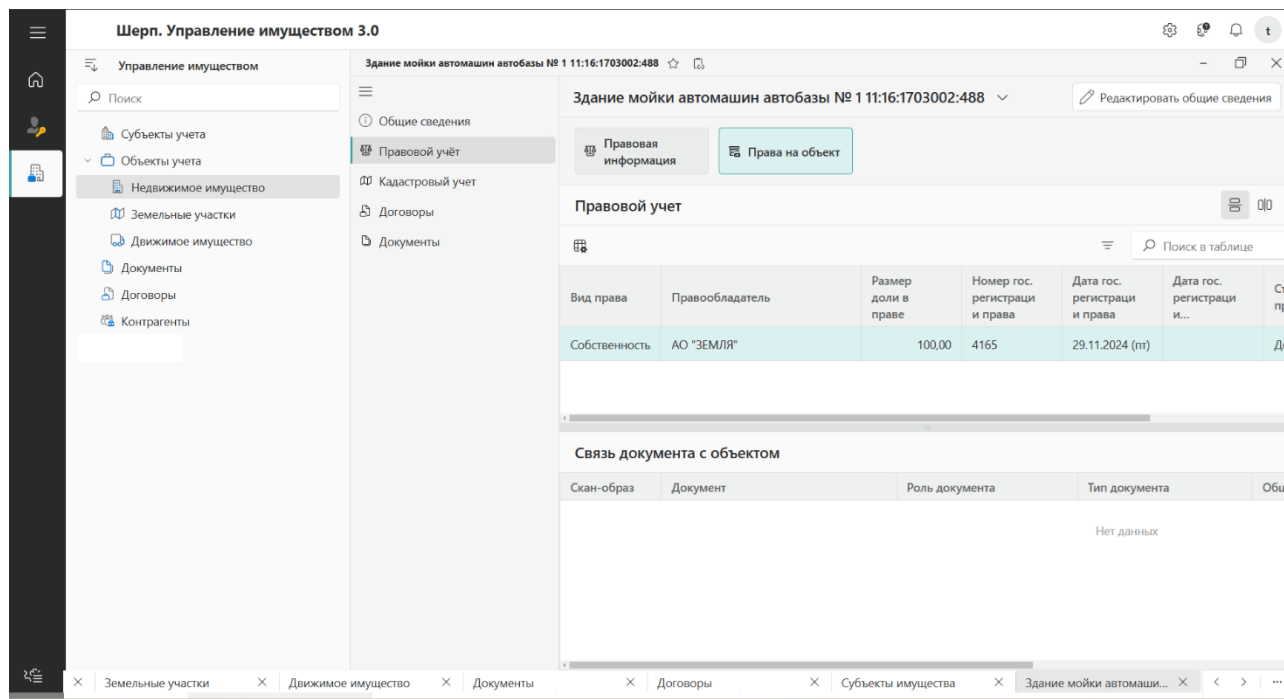 Шерп. Управление имуществом 3.0
t
Управление имуществом
Поиск
Субъекты учета
Объекты учета
Недвижимое имущество
Земельные участки
Движимое имущество
Документы
Договоры
Контрагенты
Здание мойки автомашин автобазы № 1 11:16:1703002:488
Общие сведения
Правовой учёт
Кадастровый учет
Договоры
Документы
Здание мойки автомашин автобазы № 1 11:16:1703002:488
Редактировать общие сведения
Правовая
информация
Права на объект
Правовой учет
Поиск в таблице
Вид права
Правообладатель
Размер
доли в
праве
Номер гос.
регистраци
и права
Дата гос.
регистраци
и права
Дата гос.
регистраци
и...
Собственность АО "ЗЕМЛЯ" 100,00 4165 29.11.2024 (пт)
Связь документа с объектом
Скан-образ Документ Роль документа Тип документа
Нет данных
Земельные участки Движимое имущество Документы Договоры Субъекты имущества Здание мойки автомаши...